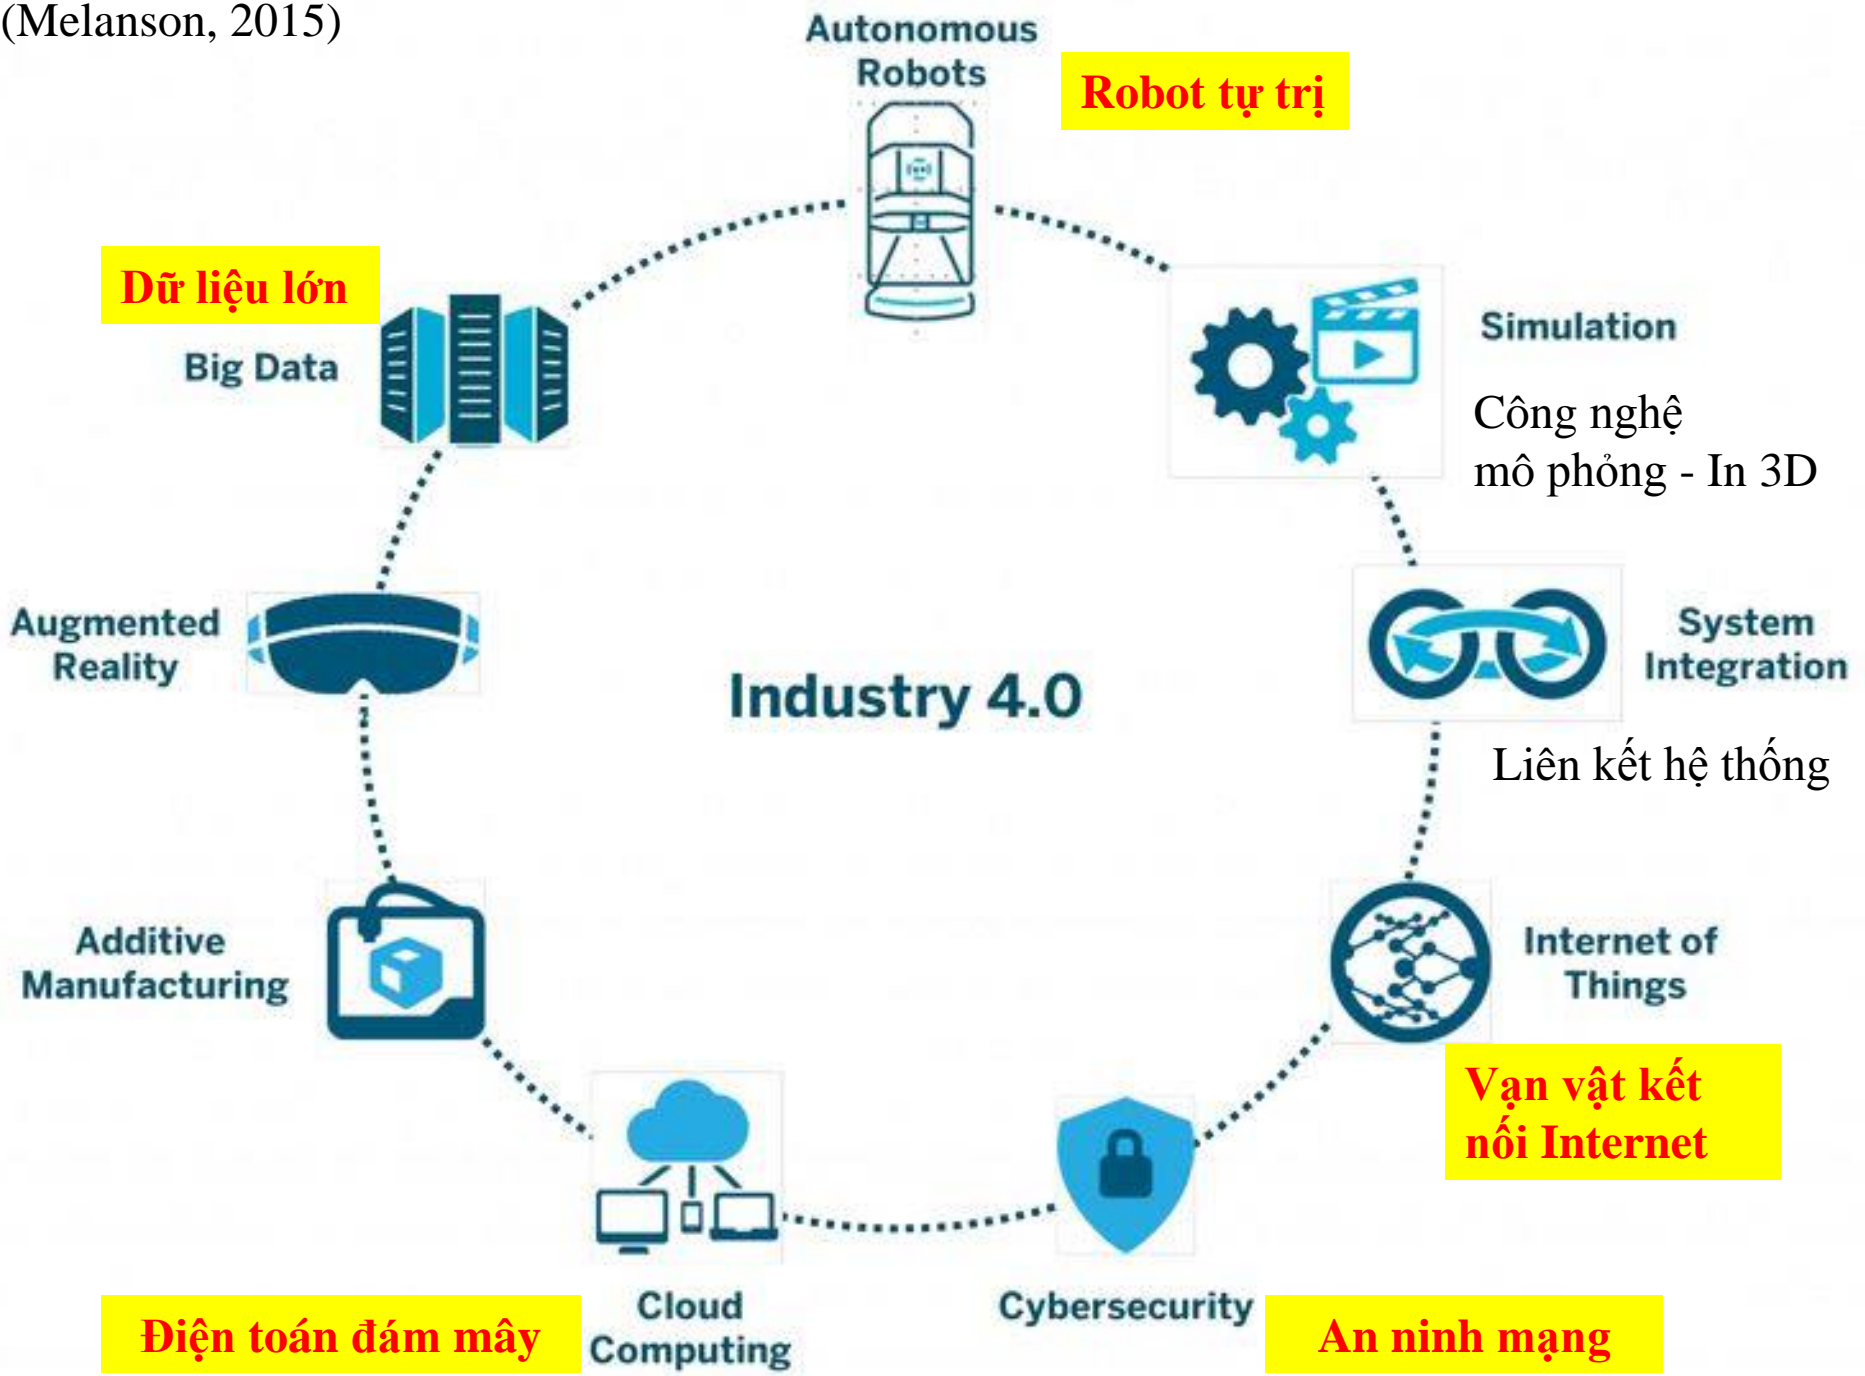 (Melanson, 2015)
Autonomous
Robots
Robot tự trị
Dữ liệu lớn
Big Data
Simulation
Công nghệ
mô phỏng - In 3D
Augmented
Reality
Industry 4.0
System
Integration
Liên kết hệ thống
Additive
Manufacturing
Internet of
Things
Vạn vật kết
nối Internet
Cloud
Computing
Điện toán đám mây
Cybersecurity
An ninh mạng